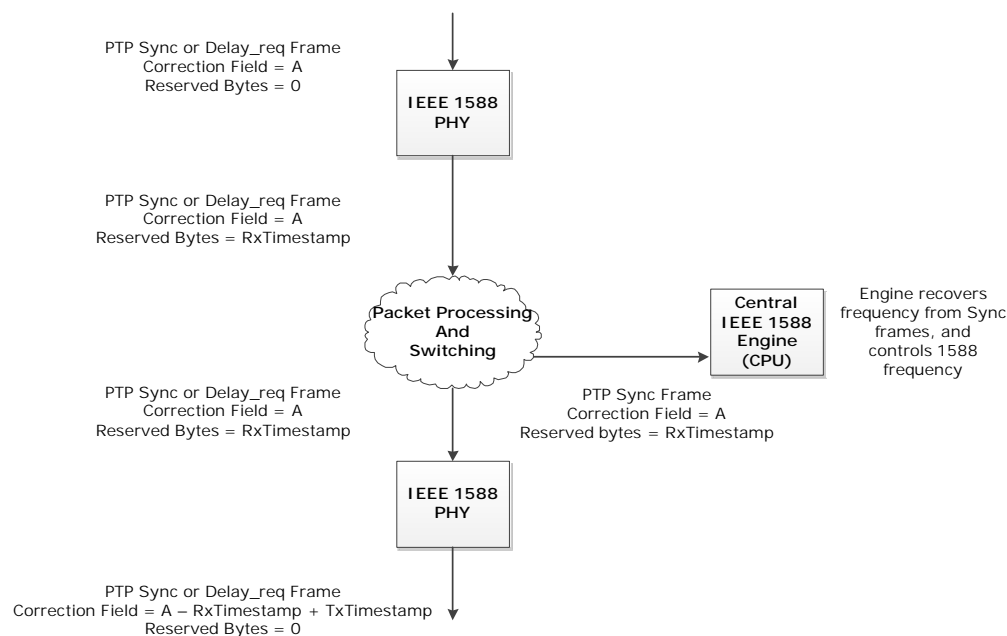 PTP Sync or Delay_req Frame
Correction Field = A
Reserved Bytes = 0
IEEE 1588
PHY
PTP Sync or Delay_req Frame
Correction Field = A
Reserved Bytes = RxTimestamp
Packet Processing
And
Switching
Central
IEEE 1588
Engine
(CPU)
Engine recovers
frequency from Sync
frames, and
controls 1588
frequency
PTP Sync or Delay_req Frame
Correction Field = A
Reserved Bytes = RxTimestamp
PTP Sync Frame
Correction Field = A
Reserved bytes = RxTimestamp
IEEE 1588
PHY
PTP Sync or Delay_req Frame
Correction Field = A – RxTimestamp + TxTimestamp
Reserved Bytes = 0